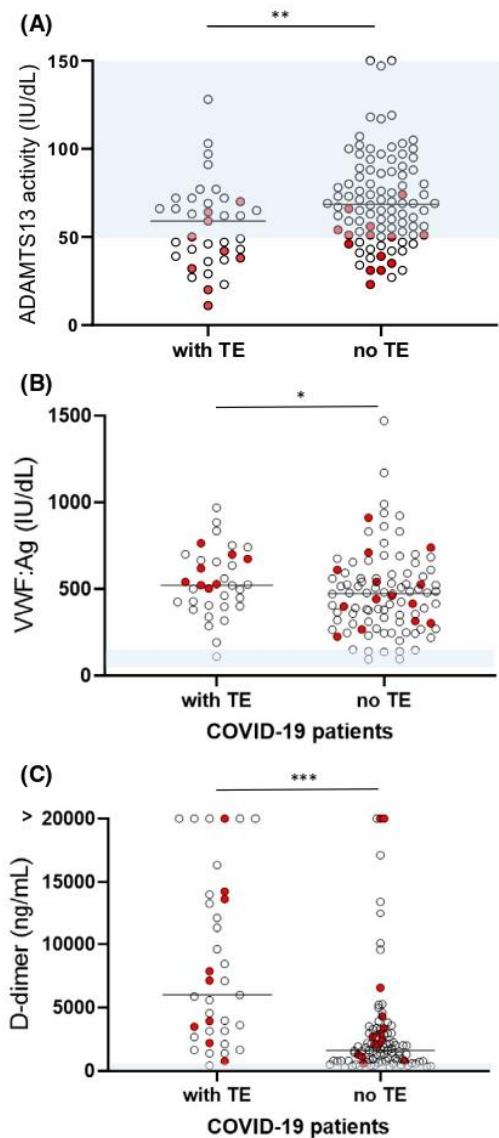 (A)
**
ADAMTS13 activity (IU/dL)
150
100
50
0
with TE
no TE
(B)
*
VWF:Ag (IU/dL)
1500
1000
500
0
with TE
no TE
COVID-19 patients
(C)
***
D-dimer (ng/mL)
> 20000
15000
10000
5000
0
with TE
no TE
COVID-19 patients